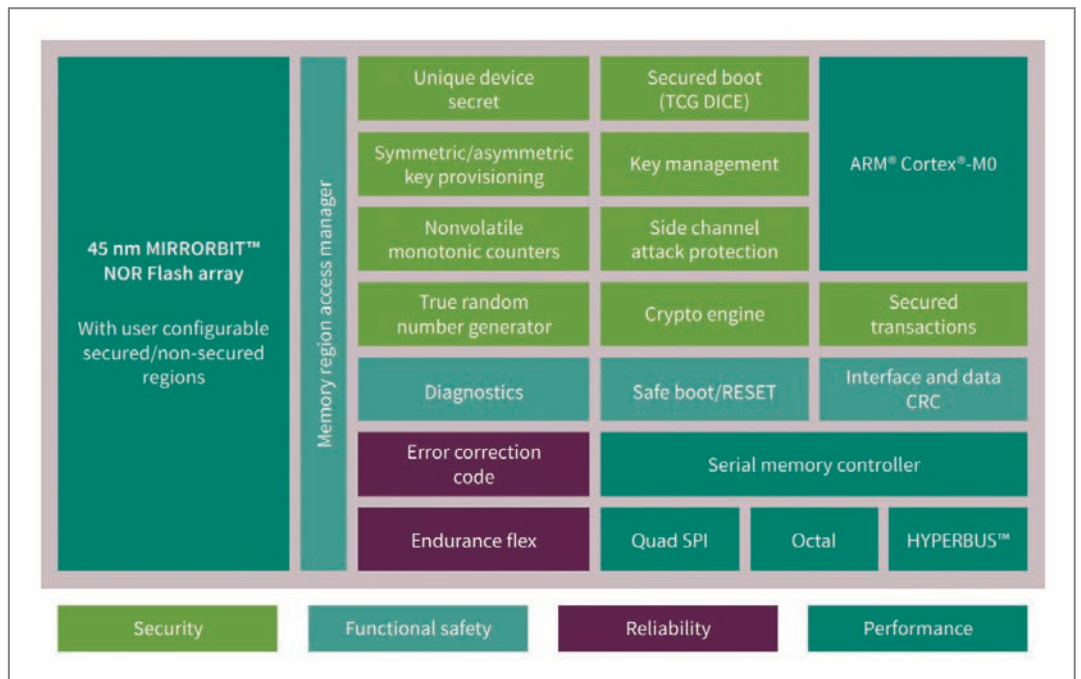 45 nm MIRRORBIT™
NOR Flash array
With user configurable
secured/non-secured
regions
Memory region access manager
Unique device
secret
Secured boot
(TCG DICE)
ARM® Cortex®-M0
Symmetric/asymmetric
key provisioning
Key management
Nonvolatile
monotonic counters
Side channel
attack protection
True random
number generator
Crypto engine
Secured
transactions
Diagnostics
Safe boot/RESET
Interface and data
CRC
Error correction
code
Serial memory controller
Endurance flex
Quad SPI
Octal
HYPERBUS™
Security
Functional safety
Reliability
Performance